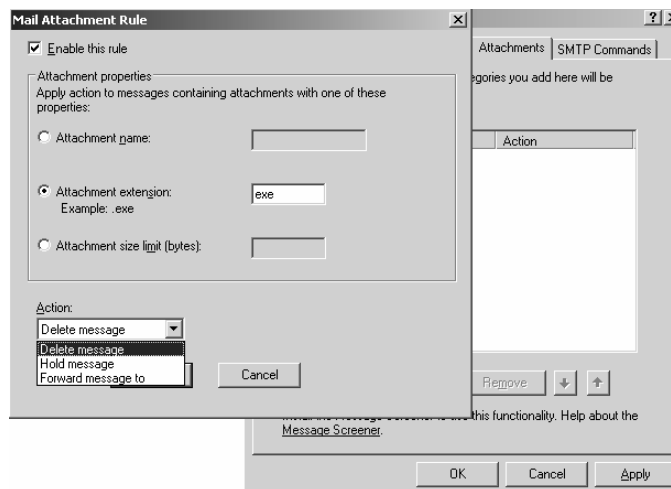 Mail Attachment Rule
Enable this rule
Attachment properties
Apply action to messages containing attachments with one of these
properties:
Attachment name:
Attachment extension:
exe
Example: .exe
Attachment size limit (bytes):
Action:
Delete message
Delete message
Hold message
Forward message to
Cancel
Attachments
SMTP Commands
you add here will be
Action
Remove
this functionality. Help about the
Message Screener.
OK
Cancel
Apply